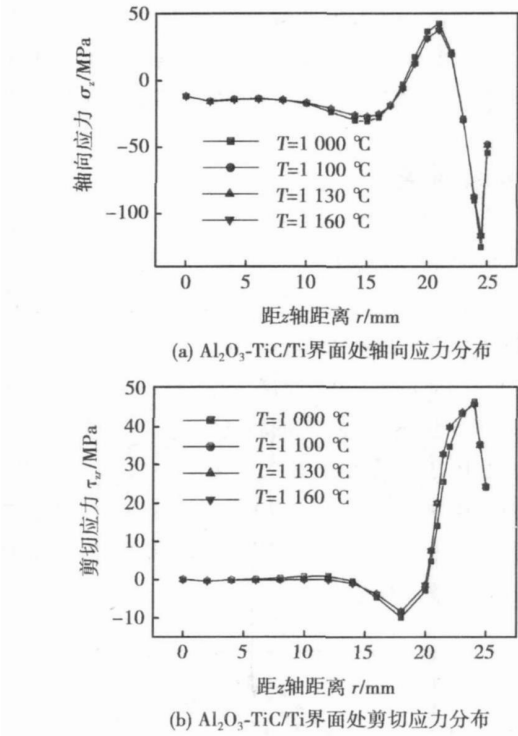 50
0
−50
−100
轴向应力 σz/MPa
T=1 000 ℃
T=1 100 ℃
T=1 130 ℃
T=1 160 ℃
0 5 10 15 20 25
距z轴距离 r/mm
(a) Al₂O₃-TiC/Ti界面处轴向应力分布
50
40
30
20
10
0
−10
剪切应力 τzr/MPa
T=1 000 ℃
T=1 100 ℃
T=1 130 ℃
T=1 160 ℃
0 5 10 15 20 25
距z轴距离 r/mm
(b) Al₂O₃-TiC/Ti界面处剪切应力分布